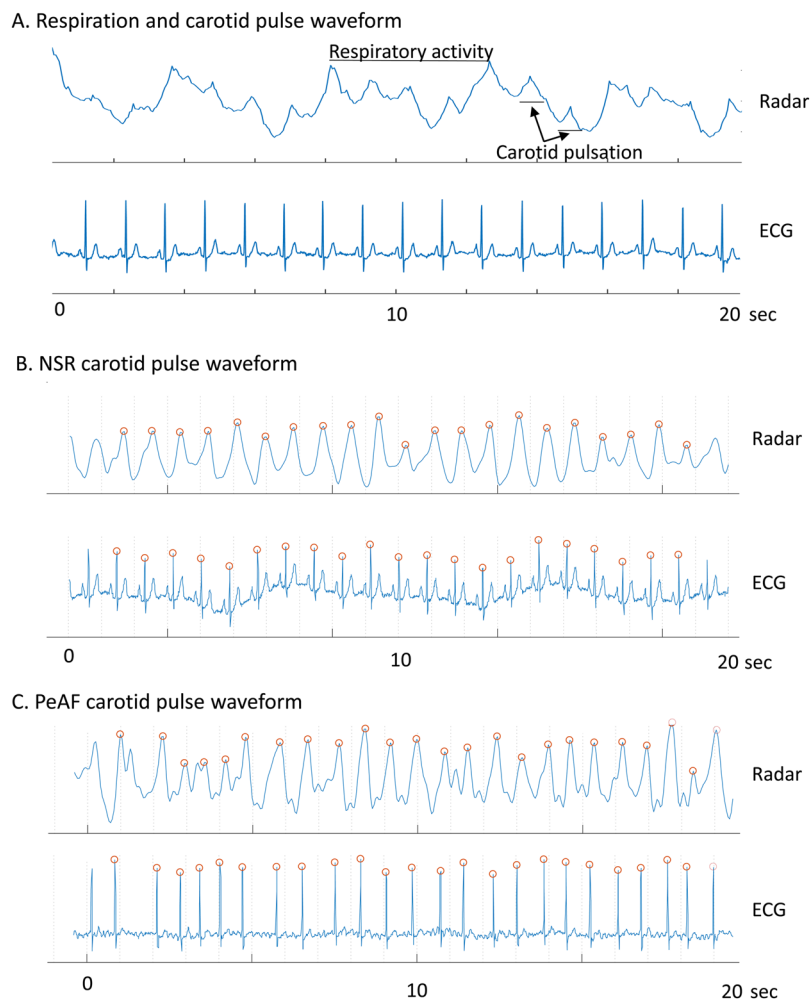 A. Respiration and carotid pulse waveform
Respiratory activity
Radar
Carotid pulsation
ECG
0 10 20 sec
B. NSR carotid pulse waveform
Radar
ECG
0 10 20 sec
C. PeAF carotid pulse waveform
Radar
ECG
0 10 20 sec